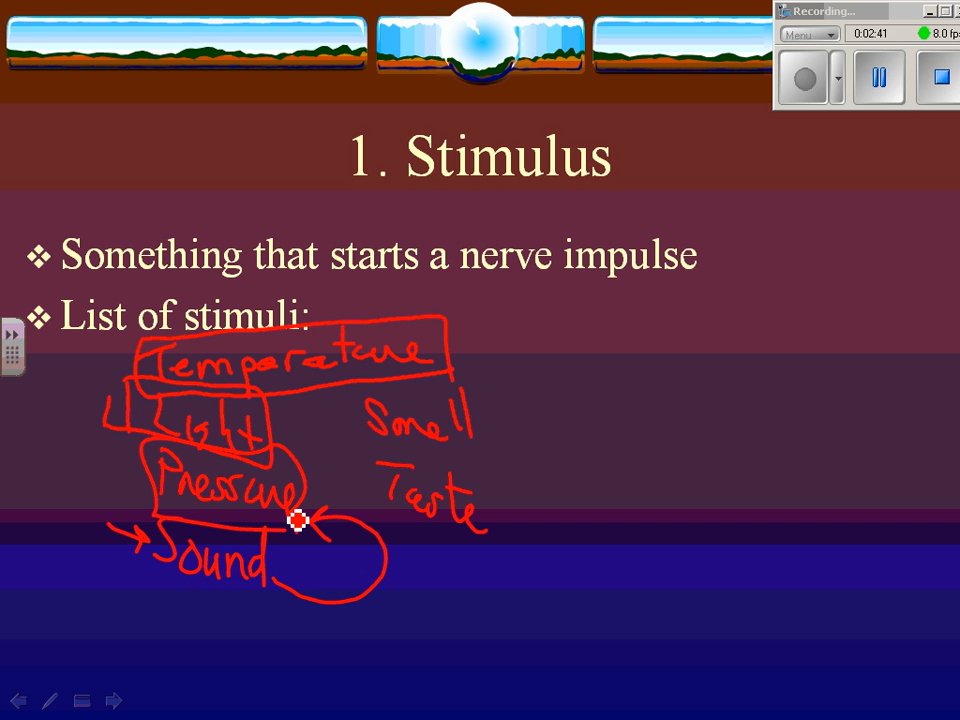 Recording...
Menu
0:02:41
8.0 fp
1. Stimulus
Something that starts a nerve impulse
List of stimuli:
Temperature
Light
Smell
Pressure
Taste
Sound